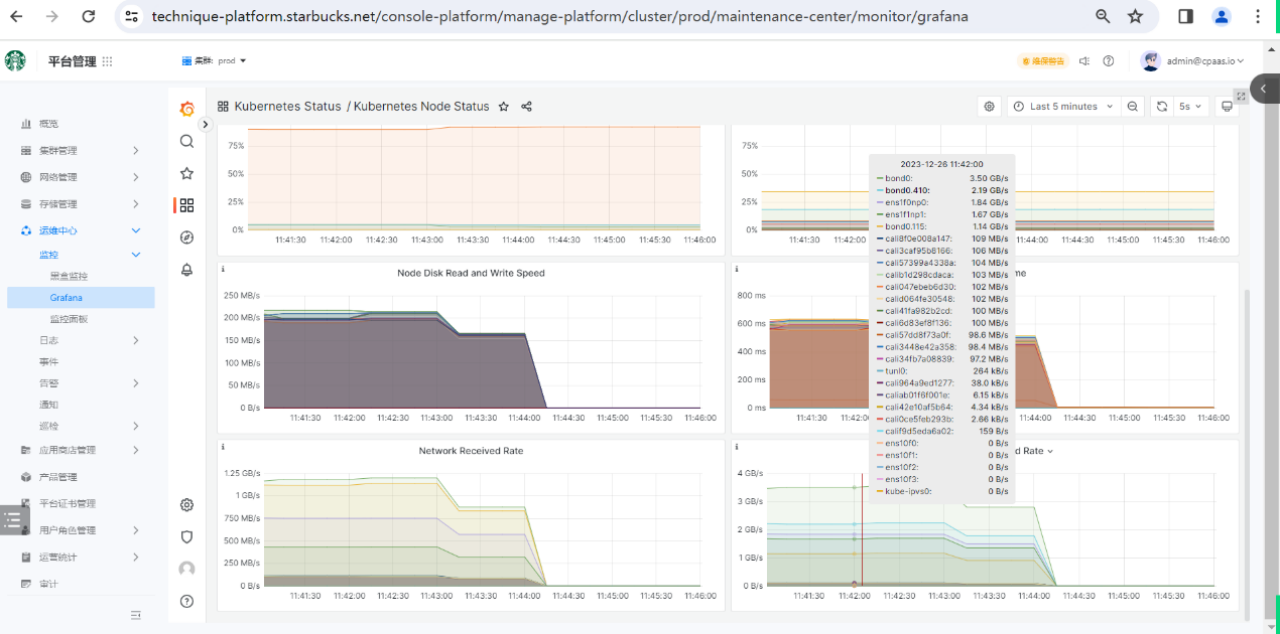 technique-platform.starbucks.net/console-platform/manage-platform/cluster/prod/maintenance-center/monitor/grafana
平台管理
集群: prod
维保报告
admin@cpaas.io
Kubernetes Status / Kubernetes Node Status
Last 5 minutes
5s
概览
集群管理
网络管理
存储管理
运维中心
监控
黑盒监控
Grafana
监控面板
日志
事件
告警
通知
巡检
应用商店管理
产品管理
平台证书管理
用户角色管理
运营统计
审计
75%
50%
25%
0%
11:41:30 11:42:00 11:42:30 11:43:00 11:43:30 11:44:00 11:44:30 11:45:00 11:45:30 11:46:00
75%
50%
25%
0%
11:41:30 11:42:00 11:44:00 11:44:30 11:45:00 11:45:30 11:46:00
Node Disk Read and Write Speed
250 MB/s
200 MB/s
150 MB/s
100 MB/s
50 MB/s
0 B/s
11:41:30 11:42:00 11:42:30 11:43:00 11:43:30 11:44:00 11:44:30 11:45:00 11:45:30 11:46:00
me
800 ms
600 ms
400 ms
200 ms
0 ms
11:41:30 11:42:0 11:44:00 11:44:30 11:45:00 11:45:30 11:46:00
Network Received Rate
1.25 GB/s
1 GB/s
750 MB/s
500 MB/s
250 MB/s
0 B/s
11:41:30 11:42:00 11:42:30 11:43:00 11:43:30 11:44:00 11:44:30 11:45:00 11:45:30 11:46:00
d Rate
4 GB/s
3 GB/s
2 GB/s
1 GB/s
0 B/s
11:41:30 11:42:00 11:42:30 11:43:00 11:43:30 11:44:00 11:44:30 11:45:00 11:45:30 11:46:00
2023-12-26 11:42:00
bond0: 3.50 GB/s
bond0.410: 2.19 GB/s
ens1f0np0: 1.84 GB/s
ens1f1np1: 1.67 GB/s
bond0.115: 1.14 GB/s
cali8f0e008a147: 109 MB/s
cali3caf95b8166: 106 MB/s
cali57399a4338a: 104 MB/s
calib1d298cdaca: 103 MB/s
cali047ebeb6d30: 102 MB/s
calid064fe30548: 102 MB/s
cali41fa982b2cd: 100 MB/s
cali6d83ef8f136: 100 MB/s
cali57dd8f73a0f: 98.6 MB/s
cali3448e42a358: 98.4 MB/s
cali34fb7a08839: 97.2 MB/s
tunl0: 264 kB/s
cali964a9ed1277: 38.0 kB/s
caliab01f6f001e: 6.15 kB/s
cali42e10af5b64: 4.34 kB/s
cali0ce5feb293b: 2.66 kB/s
calif9d5eda6a02: 159 B/s
ens10f0: 0 B/s
ens10f1: 0 B/s
ens10f2: 0 B/s
ens10f3: 0 B/s
kube-ipvs0: 0 B/s